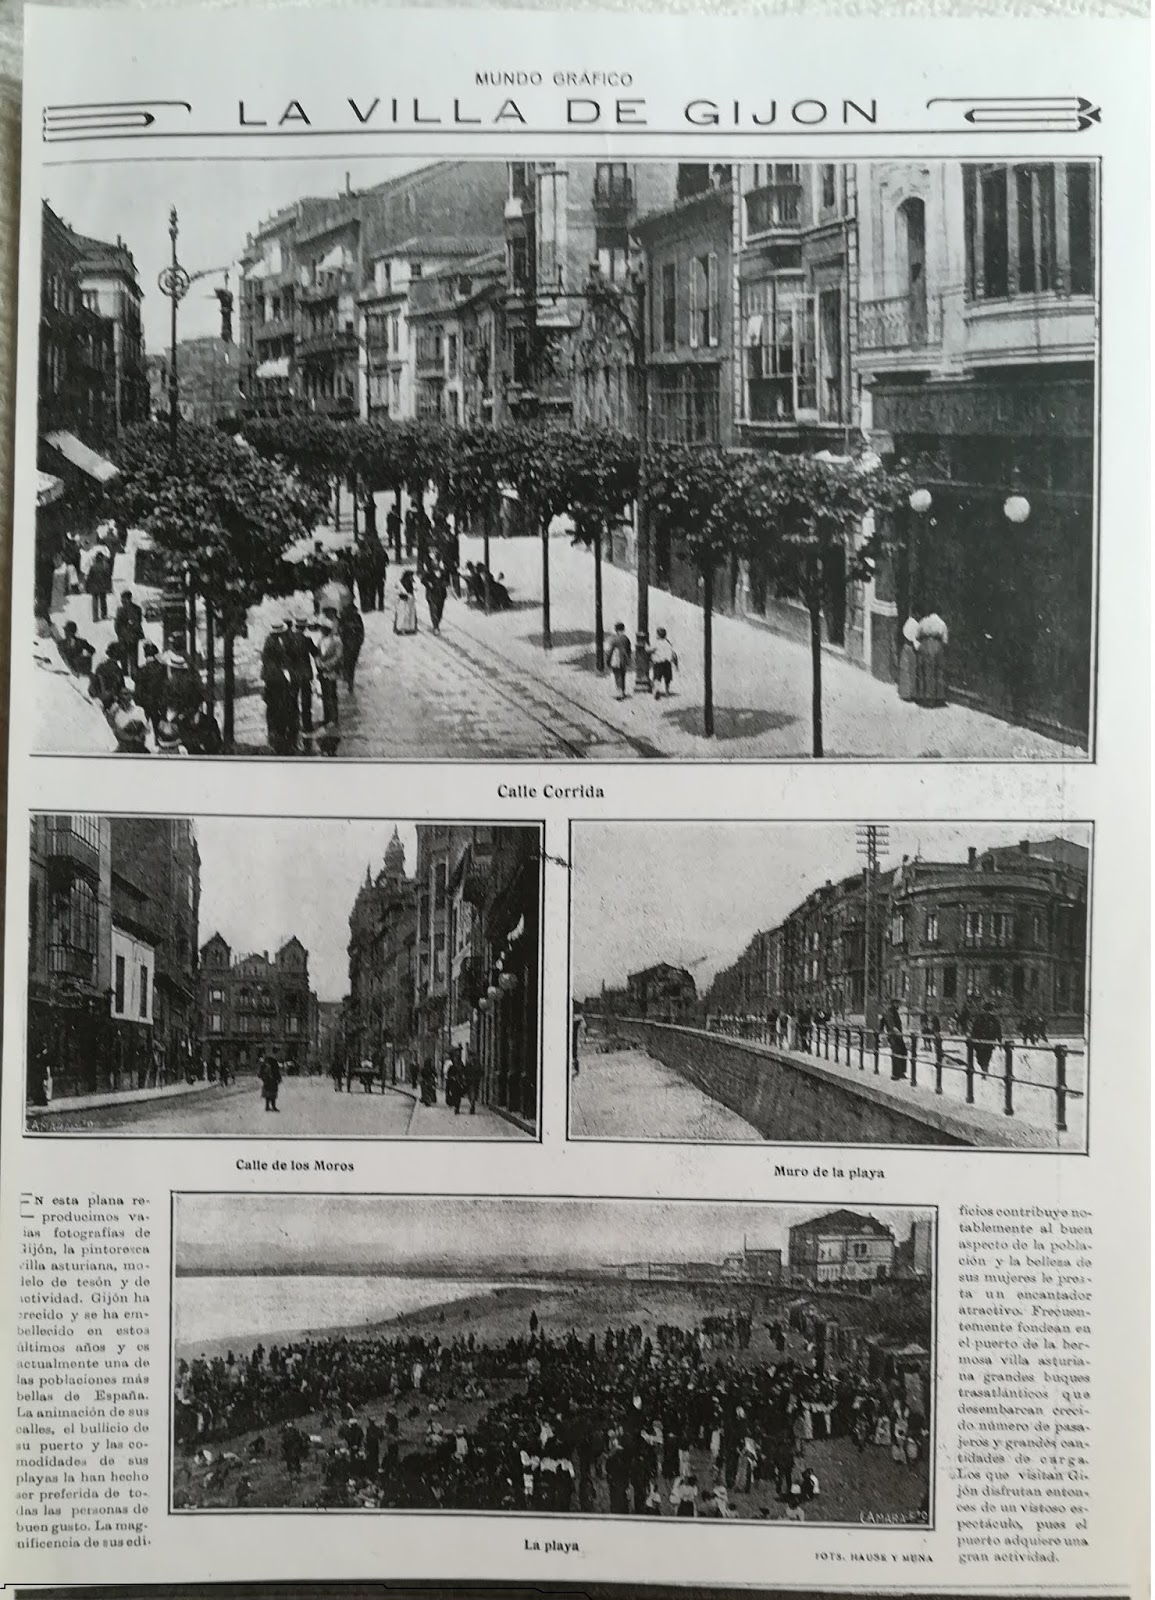 MUNDO GRÁFICO
LA VILLA DE GIJON
Calle Corrida
CAMARA-Fº
Calle de los Moros
Muro de la playa
EN esta plana re-
producimos va-
ias fotografías de
Gijón, la pintoresca
villa asturiana, mo-
delo de tesón y de
actividad. Gijón ha
crecido y se ha em-
bellecido en estos
últimos años y es
actualmente una de
las poblaciones más
bellas de España.
La animación de sus
calles, el bullicio de
su puerto y las co-
modidades de sus
playas la han hecho
ser preferida de to-
das las personas de
buen gusto. La mag-
nificencia de sus edi-
CAMARA-Fº
La playa
FOTS. HAUSE Y MENA
ficios contribuye no-
tablemente al buen
aspecto de la pobla-
ción y la belleza de
sus mujeres le pres-
ta un encantador
atractivo. Frecuen-
temente fondean en
el puerto de la her-
mosa villa asturia-
na grandes buques
trasatlánticos que
desembarcan creci-
do número de pasa-
jeros y grandes can-
tidades de carga.
Los que visitan Gi-
jón disfrutan enton-
ces de un vistoso es-
pectáculo, pues el
puerto adquiere una
gran actividad.